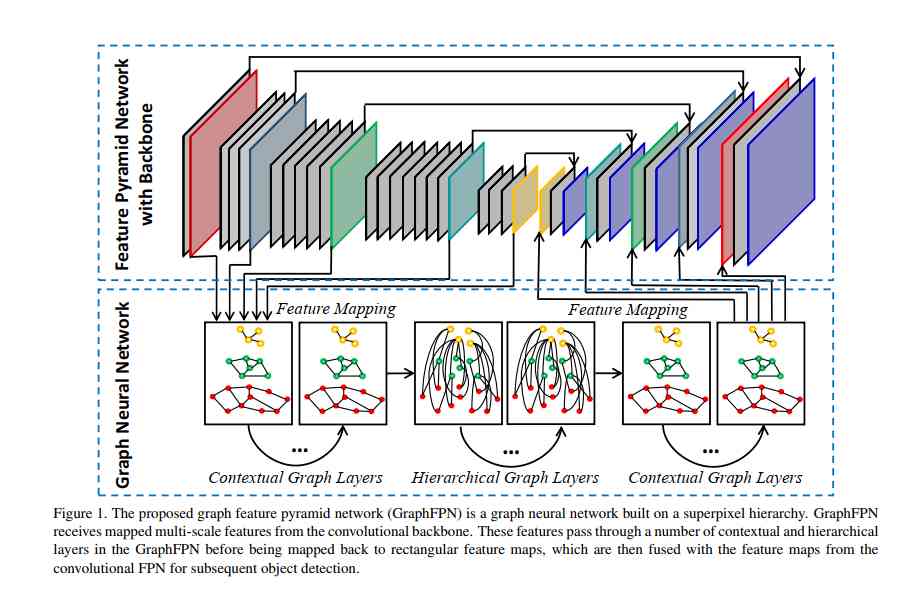 Feature Pyramid Network
with Backbone
Graph Neural Network
Feature Mapping
Feature Mapping
...
...
...
Contextual Graph Layers
Hierarchical Graph Layers
Contextual Graph Layers
Figure 1. The proposed graph feature pyramid network (GraphFPN) is a graph neural network built on a superpixel hierarchy. GraphFPN
receives mapped multi-scale features from the convolutional backbone. These features pass through a number of contextual and hierarchical
layers in the GraphFPN before being mapped back to rectangular feature maps, which are then fused with the feature maps from the
convolutional FPN for subsequent object detection.